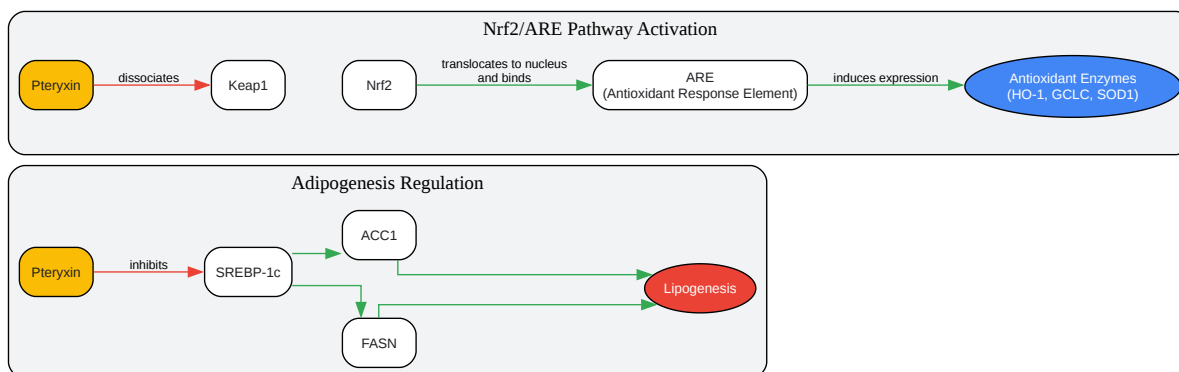 Nrf2/ARE Pathway Activation
Pteryxin
dissociates
Keap1
Nrf2
translocates to nucleus
and binds
ARE
(Antioxidant Response Element)
induces expression
Antioxidant Enzymes
(HO-1, GCLC, SOD1)
Adipogenesis Regulation
Pteryxin
inhibits
SREBP-1c
ACC1
FASN
Lipogenesis